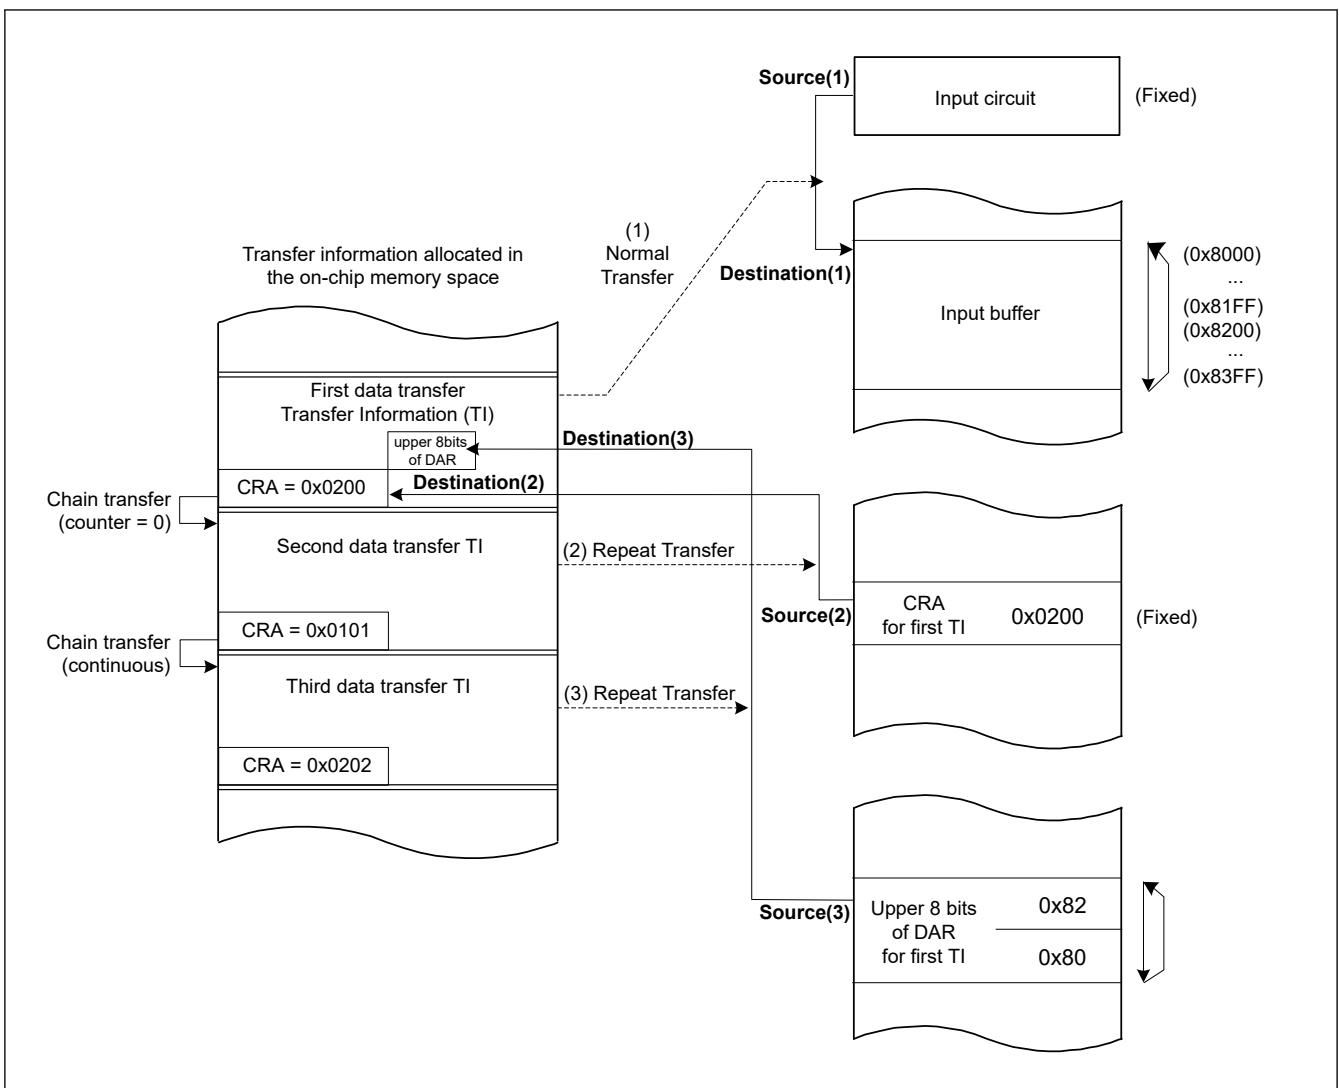 Source(1)
Input circuit
(Fixed)
(1)
Normal
Transfer
Destination(1)
Transfer information allocated in
the on-chip memory space
Input buffer
(0x8000)
...
(0x81FF)
(0x8200)
...
(0x83FF)
First data transfer
Transfer Information (TI)
upper 8bits
of DAR
Destination(3)
CRA = 0x0200
Destination(2)
Chain transfer
(counter = 0)
Second data transfer TI
(2) Repeat Transfer
CRA = 0x0101
Source(2)
CRA
for first TI
0x0200
(Fixed)
Chain transfer
(continuous)
Third data transfer TI
(3) Repeat Transfer
CRA = 0x0202
Source(3)
Upper 8 bits
of DAR
for first TI
0x82
0x80